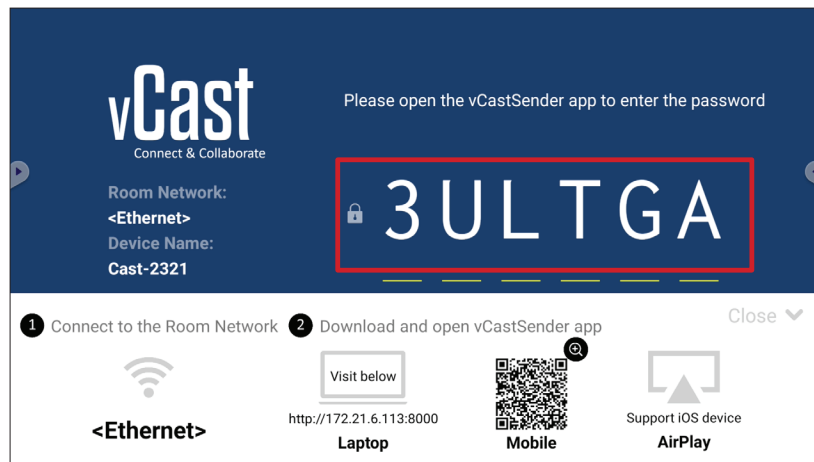 vCast
Connect & Collaborate
Please open the vCastSender app to enter the password
Room Network:
<Ethernet>
Device Name:
Cast-2321
3ULTGA
1 Connect to the Room Network
2 Download and open vCastSender app
Close
<Ethernet>
Visit below
http://172.21.6.113:8000
Laptop
Mobile
Support iOS device
AirPlay